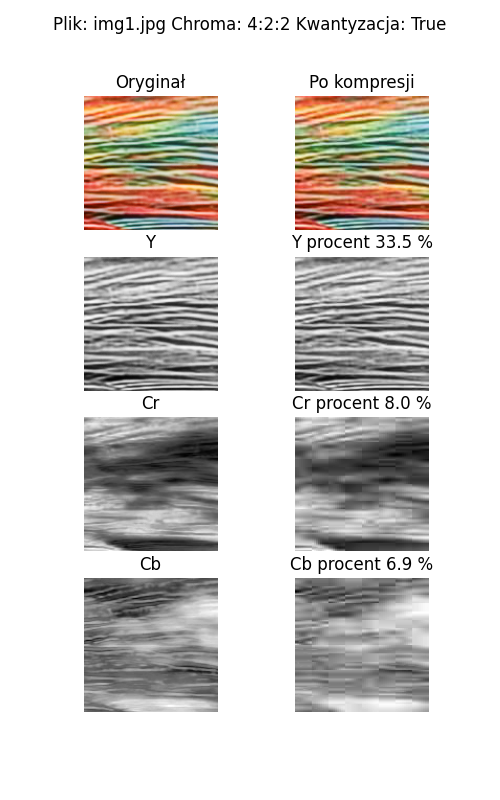 Plik: img1.jpg Chroma: 4:2:2 Kwantyzacja: True
Oryginał
Po kompresji
Y
Y procent 33.5 %
Cr
Cr procent 8.0 %
Cb
Cb procent 6.9 %